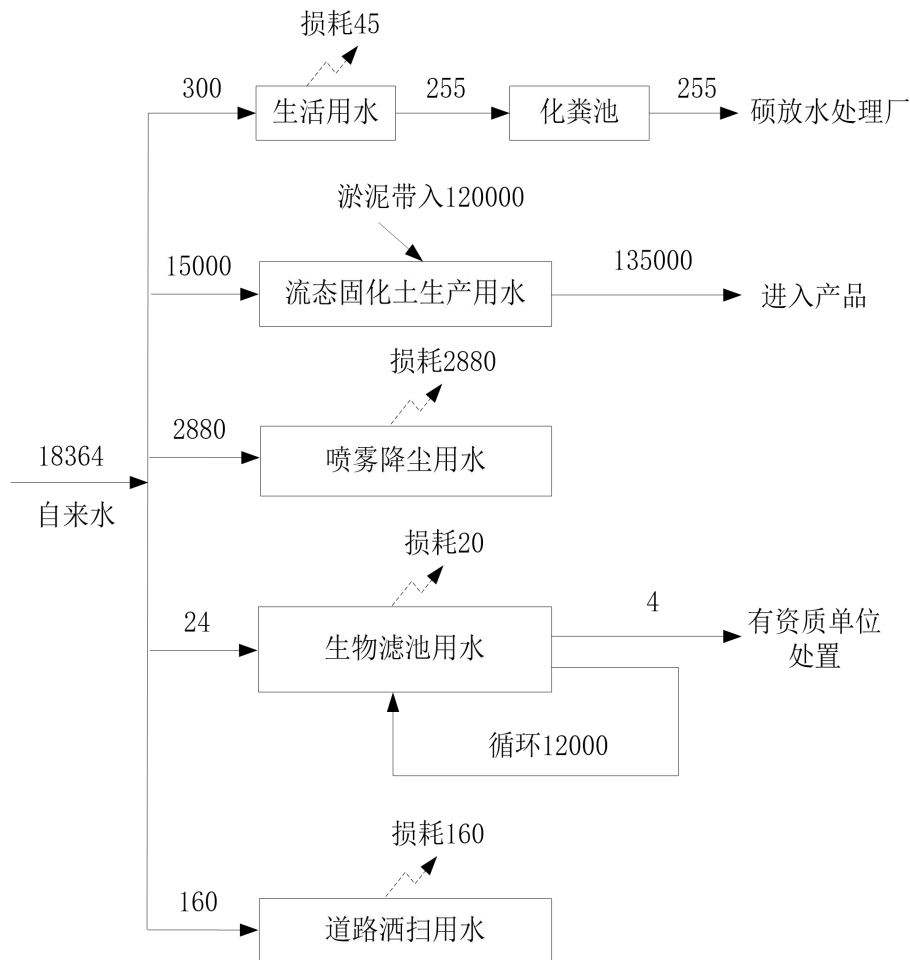 损耗45
300
生活用水
255
化粪池
255
硕放水处理厂
淤泥带入120000
15000
流态固化土生产用水
135000
进入产品
损耗2880
2880
喷雾降尘用水
18364
自来水
损耗20
24
生物滤池用水
4
有资质单位
处置
循环12000
损耗160
160
道路洒扫用水